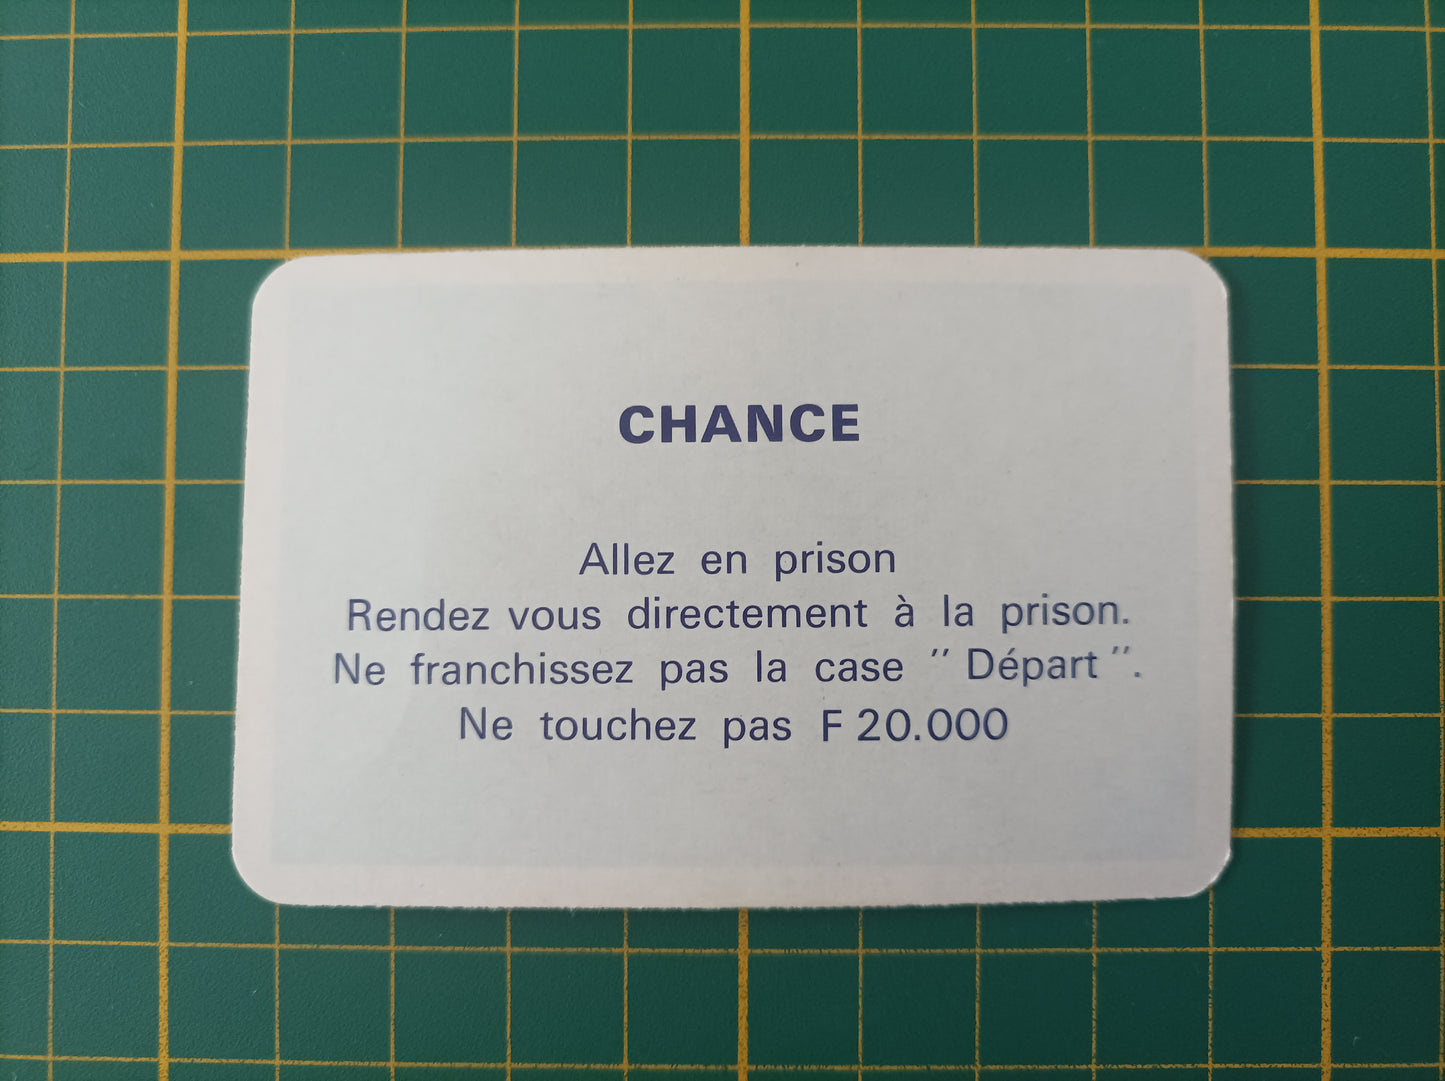 CHANCE
Allez en prison
Rendez vous directement à la prison.
Ne franchissez pas la case "Départ".
Ne touchez pas F 20.000